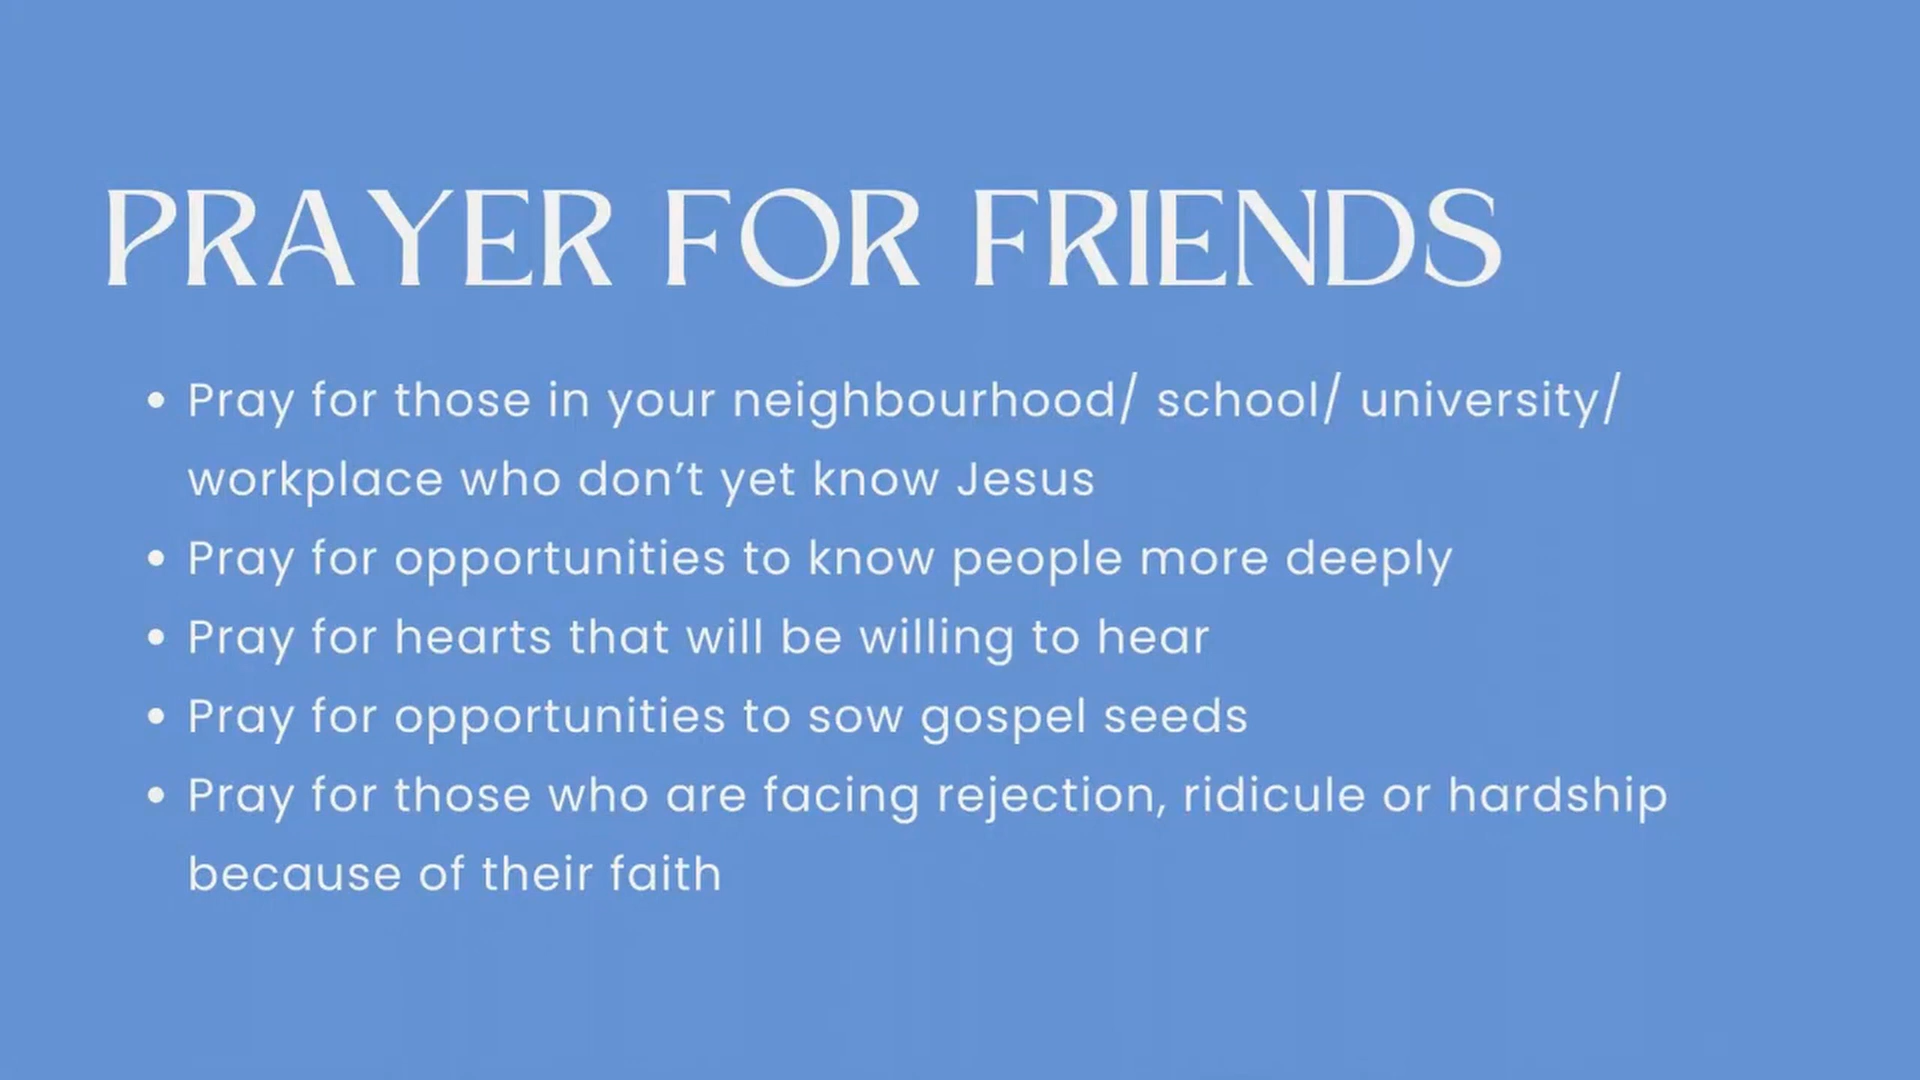 PRAYER FOR FRIENDS
• Pray for those in your neighbourhood/ school/ university/
workplace who don’t yet know Jesus
• Pray for opportunities to know people more deeply
• Pray for hearts that will be willing to hear
• Pray for opportunities to sow gospel seeds
• Pray for those who are facing rejection, ridicule or hardship
because of their faith